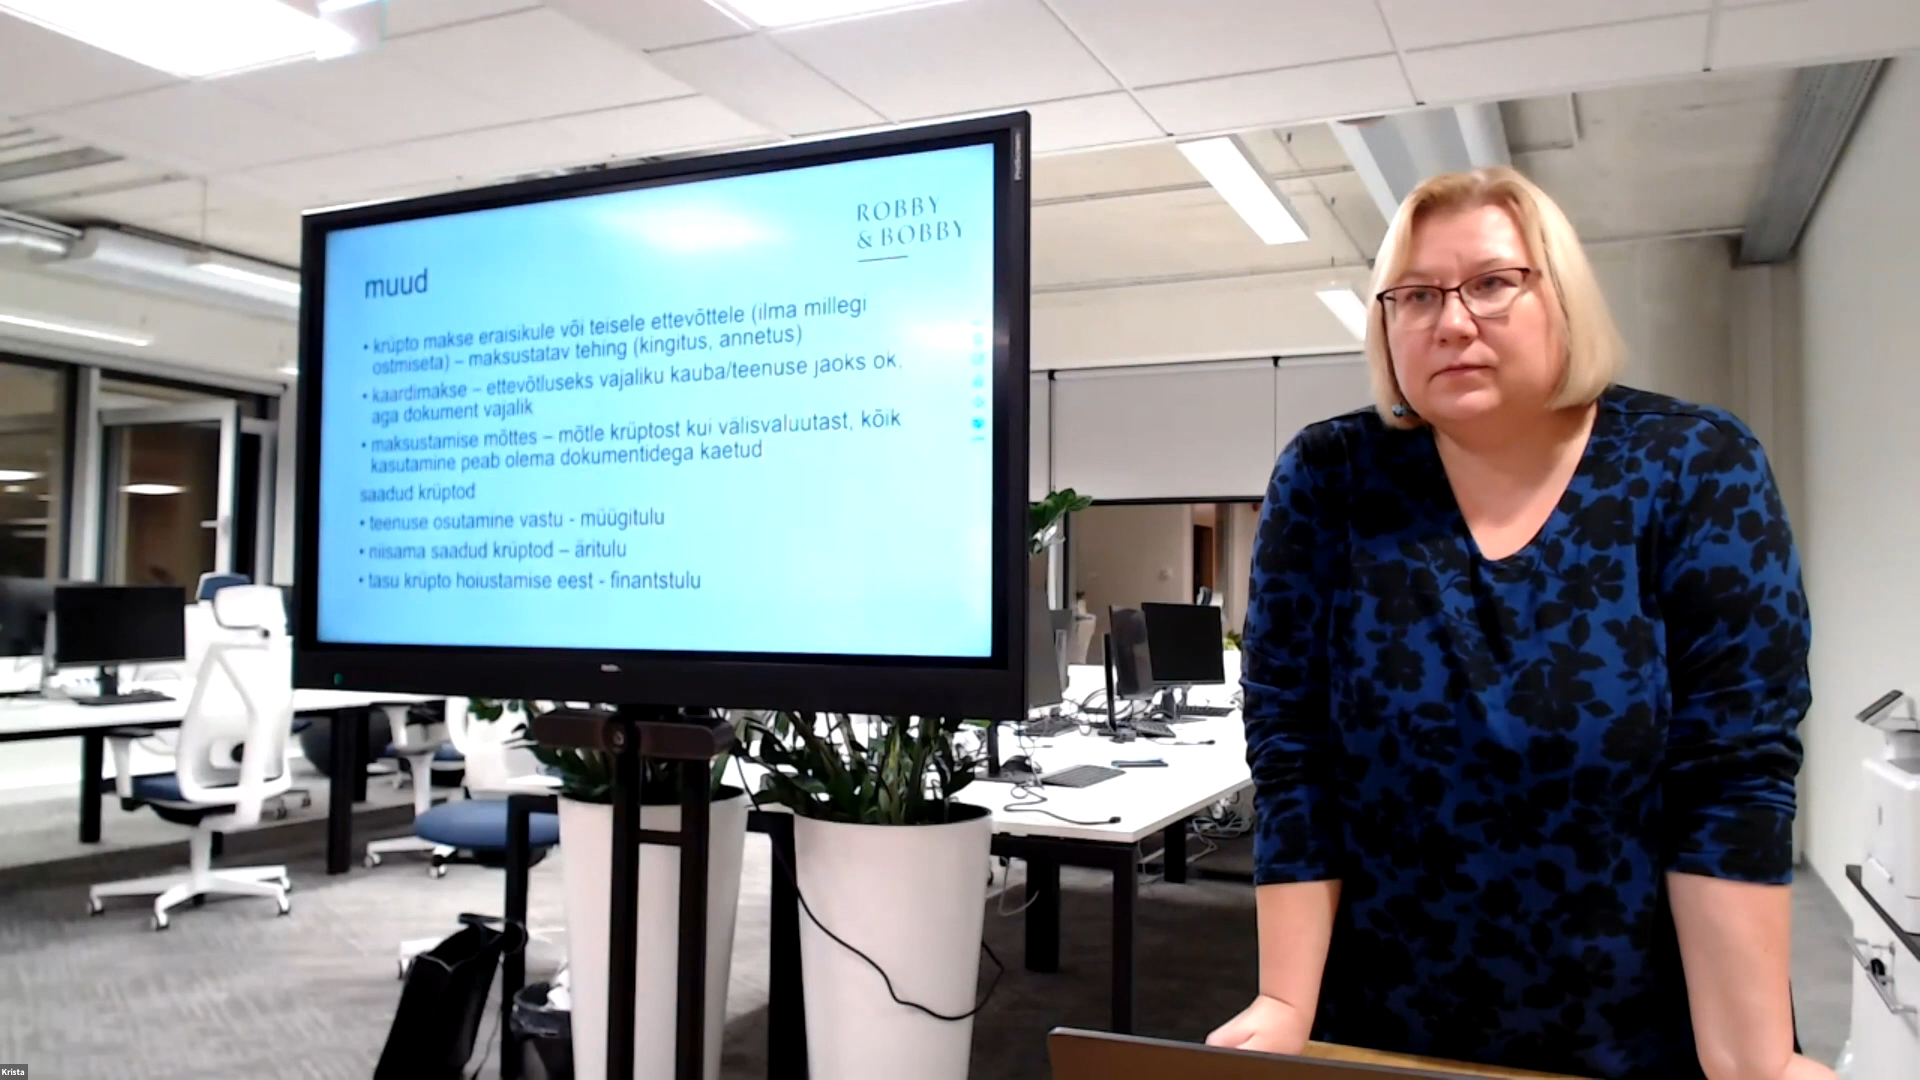 ROBBY
& BOBBY
muud
• krüpto makse eraisikule või teisele ettevõttele (ilma millegi
ostmiseta) – maksustatav tehing (kingitus, annetus)
• kaardimakse – ettevõtluseks vajaliku kauba/teenuse jaoks ok,
aga dokument vajalik
• maksustamise mõttes – mõtle krüptost kui välisvaluutast, kõik
kasutamine peab olema dokumentidega kaetud
saadud krüptod
• teenuse osutamine vastu - müügitulu
• niisama saadud krüptod – äritulu
• tasu krüpto hoiustamise eest - finantstulu
Krista